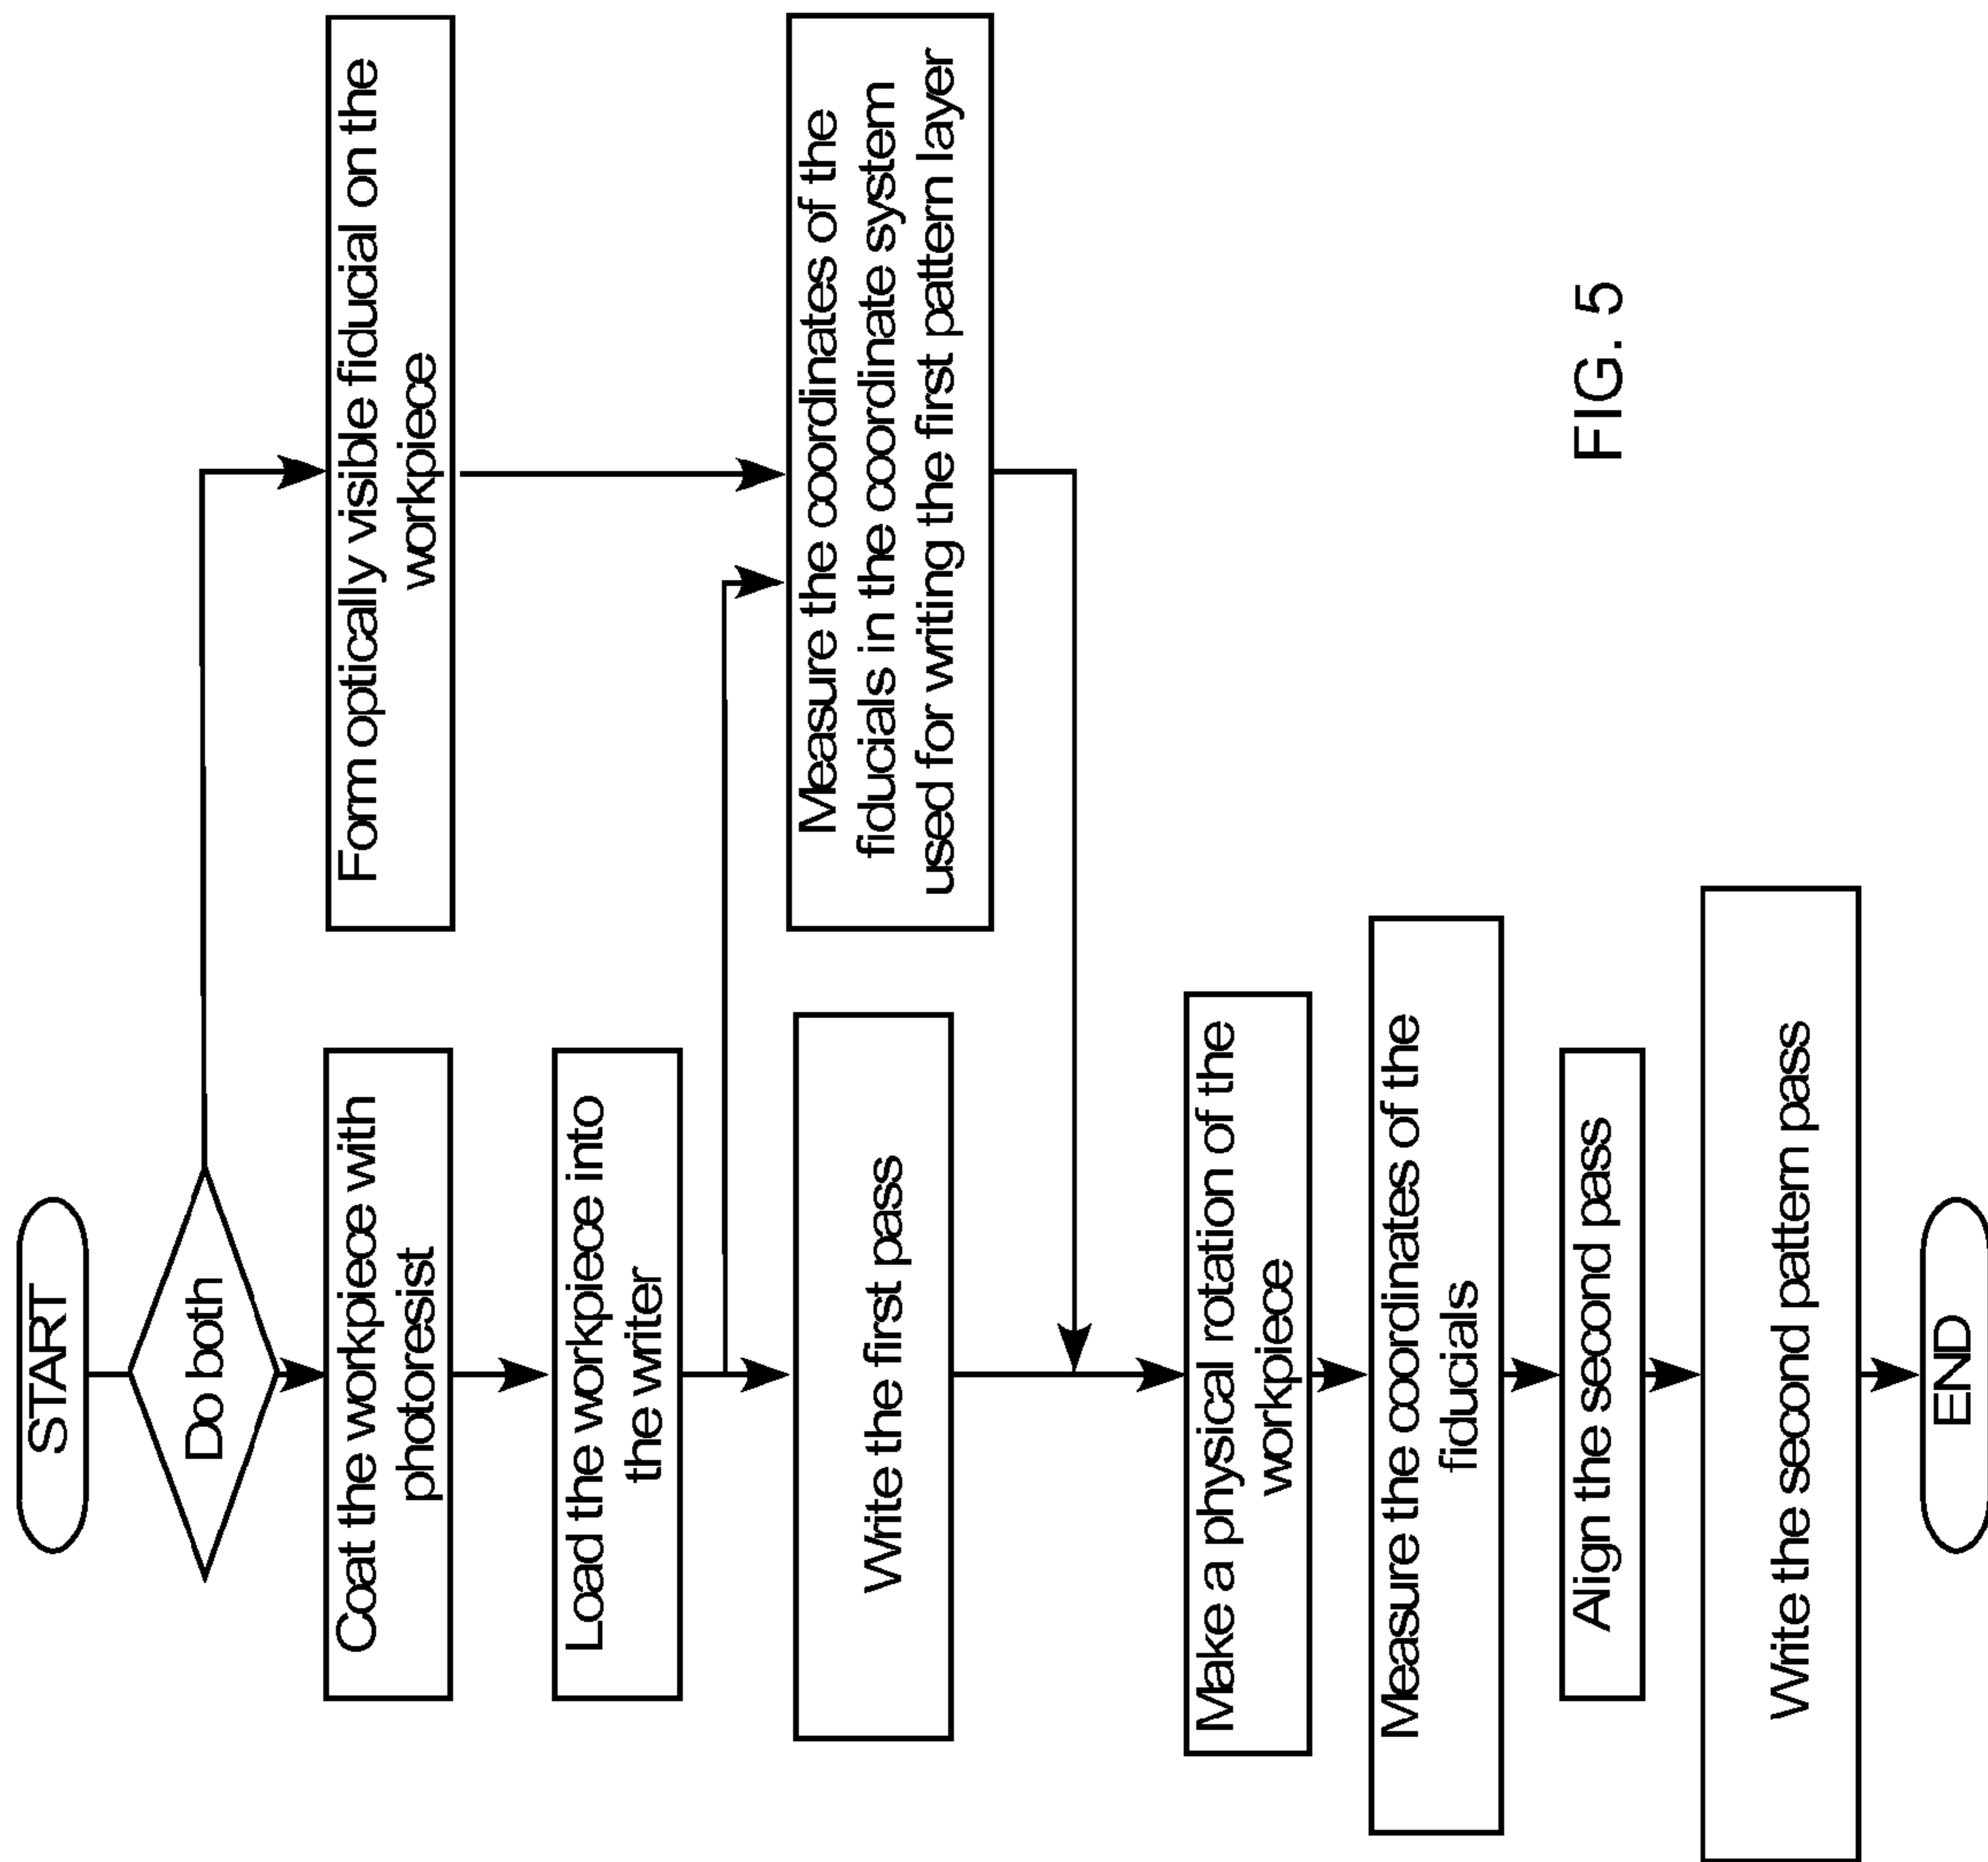 START
Do both
Coat the workpiece with
photoresist
Form optically visible fiducial on the
workpiece
Load the workpiece into
the writer
Write the first pass
Measure the coordinates of the
fiducials in the coordinate system
used for writing the first pattern layer
Make a physical rotation of the
workpiece
Measure the coordinates of the
fiducials
Align the second pass
Write the second pattern pass
END
FIG. 5